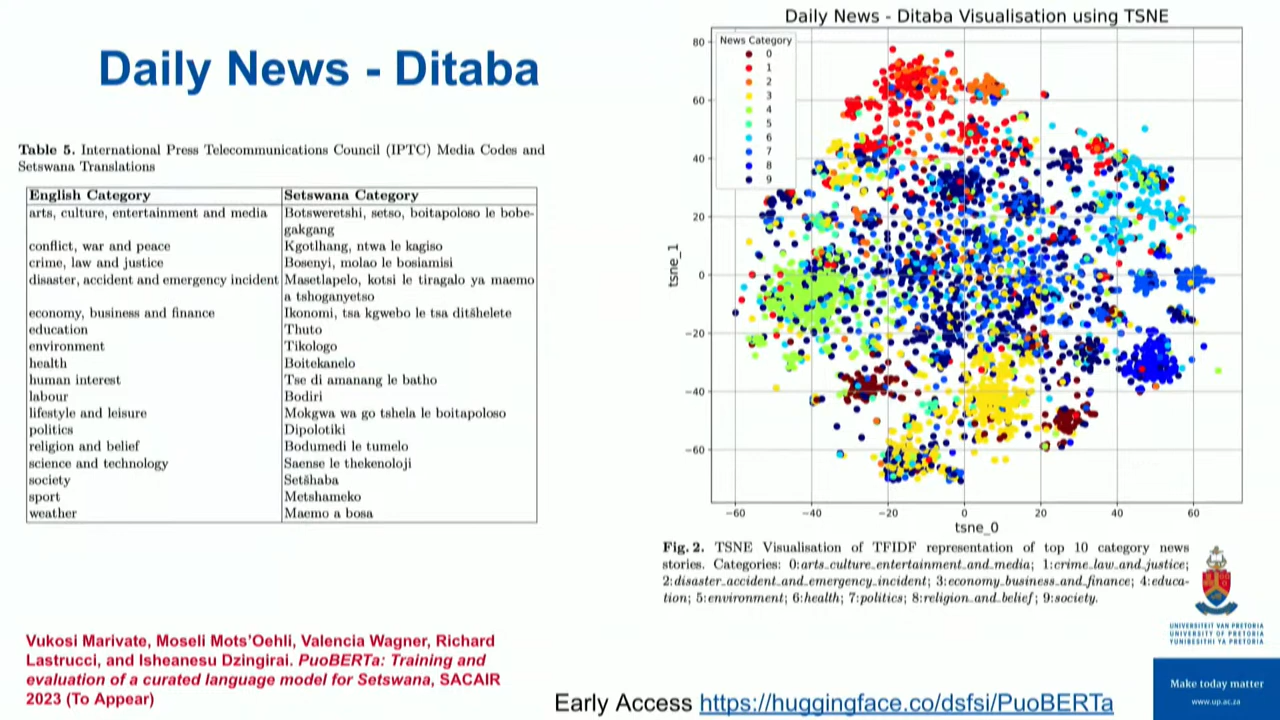 Daily News - Ditaba
Table 5. International Press Telecommunications Council (IPTC) Media Codes and
Setswana Translations
English Category Setswana Category
arts, culture, entertainment and media Botsweretshi, setso, boitapoloso le bobe-
gakgang
conflict, war and peace Kgotlhang, ntwa le kagiso
crime, law and justice Bosenyi, molao le bosiamisi
disaster, accident and emergency incident Masetlapelo, kotsi le tiragalo ya maemo
a tshoganyetso
economy, business and finance Ikonomi, tsa kgwebo le tsa ditšhelete
education Thuto
environment Tikologo
health Boitekanelo
human interest Tse di amanang le batho
labour Bodiri
lifestyle and leisure Mokgwa wa go tshela le boitapoloso
politics Dipolotiki
religion and belief Bodumedi le tumelo
science and technology Saense le thekenoloji
society Setšhaba
sport Metshameko
weather Maemo a bosa
Vukosi Marivate, Moseli Mots'Oehli, Valencia Wagner, Richard
Lastrucci, and Isheanesu Dzingirai. PuoBERTa: Training and
evaluation of a curated language model for Setswana, SACAIR
2023 (To Appear)
Daily News - Ditaba Visualisation using TSNE
News Category
0
1
2
3
4
5
6
7
8
9
80
60
40
20
0
−20
−40
−60
tsne_1
−60 −40 −20 0 20 40 60
tsne_0
Fig. 2. TSNE Visualisation of TFIDF representation of top 10 category news
stories. Categories: 0:arts_culture_entertainment_and_media; 1:crime_law_and_justice;
2:disaster_accident_and_emergency_incident; 3:economy_business_and_finance; 4:educa-
tion; 5:environment; 6:health; 7:politics; 8:religion_and_belief; 9:society.
Early Access https://huggingface.co/dsfsi/PuoBERTa
UNIVERSITEIT VAN PRETORIA
UNIVERSITY OF PRETORIA
YUNIBESITHI YA PRETORIA
Make today matter
www.up.ac.za